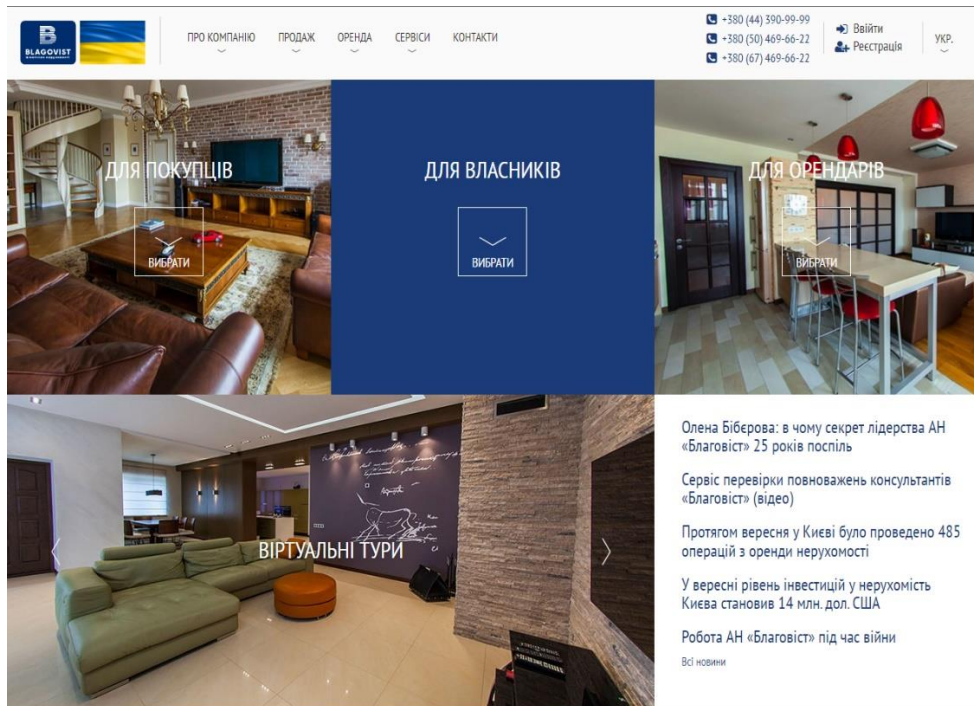 B
BLAGOVIST
ПРО КОМПАНІЮ
ПРОДАЖ
ОРЕНДА
СЕРВІСИ
КОНТАКТИ
+380 (44) 390-99-99
+380 (50) 469-66-22
+380 (67) 469-66-22
Ввійти
Реєстрація
УКР.
ДЛЯ ПОКУПЦІВ
ВИБРАТИ
ДЛЯ ВЛАСНИКІВ
ВИБРАТИ
ДЛЯ ОРЕНДАРІВ
ВИБРАТИ
ВІРТУАЛЬНІ ТУРИ
Олена Бібєрова: в чому секрет лідерства АН
«Благовіст» 25 років поспіль
Сервіс перевірки повноважень консультантів
«Благовіст» (відео)
Протягом вересня у Києві було проведено 485
операцій з оренди нерухомості
У вересні рівень інвестицій у нерухомість
Києва становив 14 млн. дол. США
Робота АН «Благовіст» під час війни
Всі новини